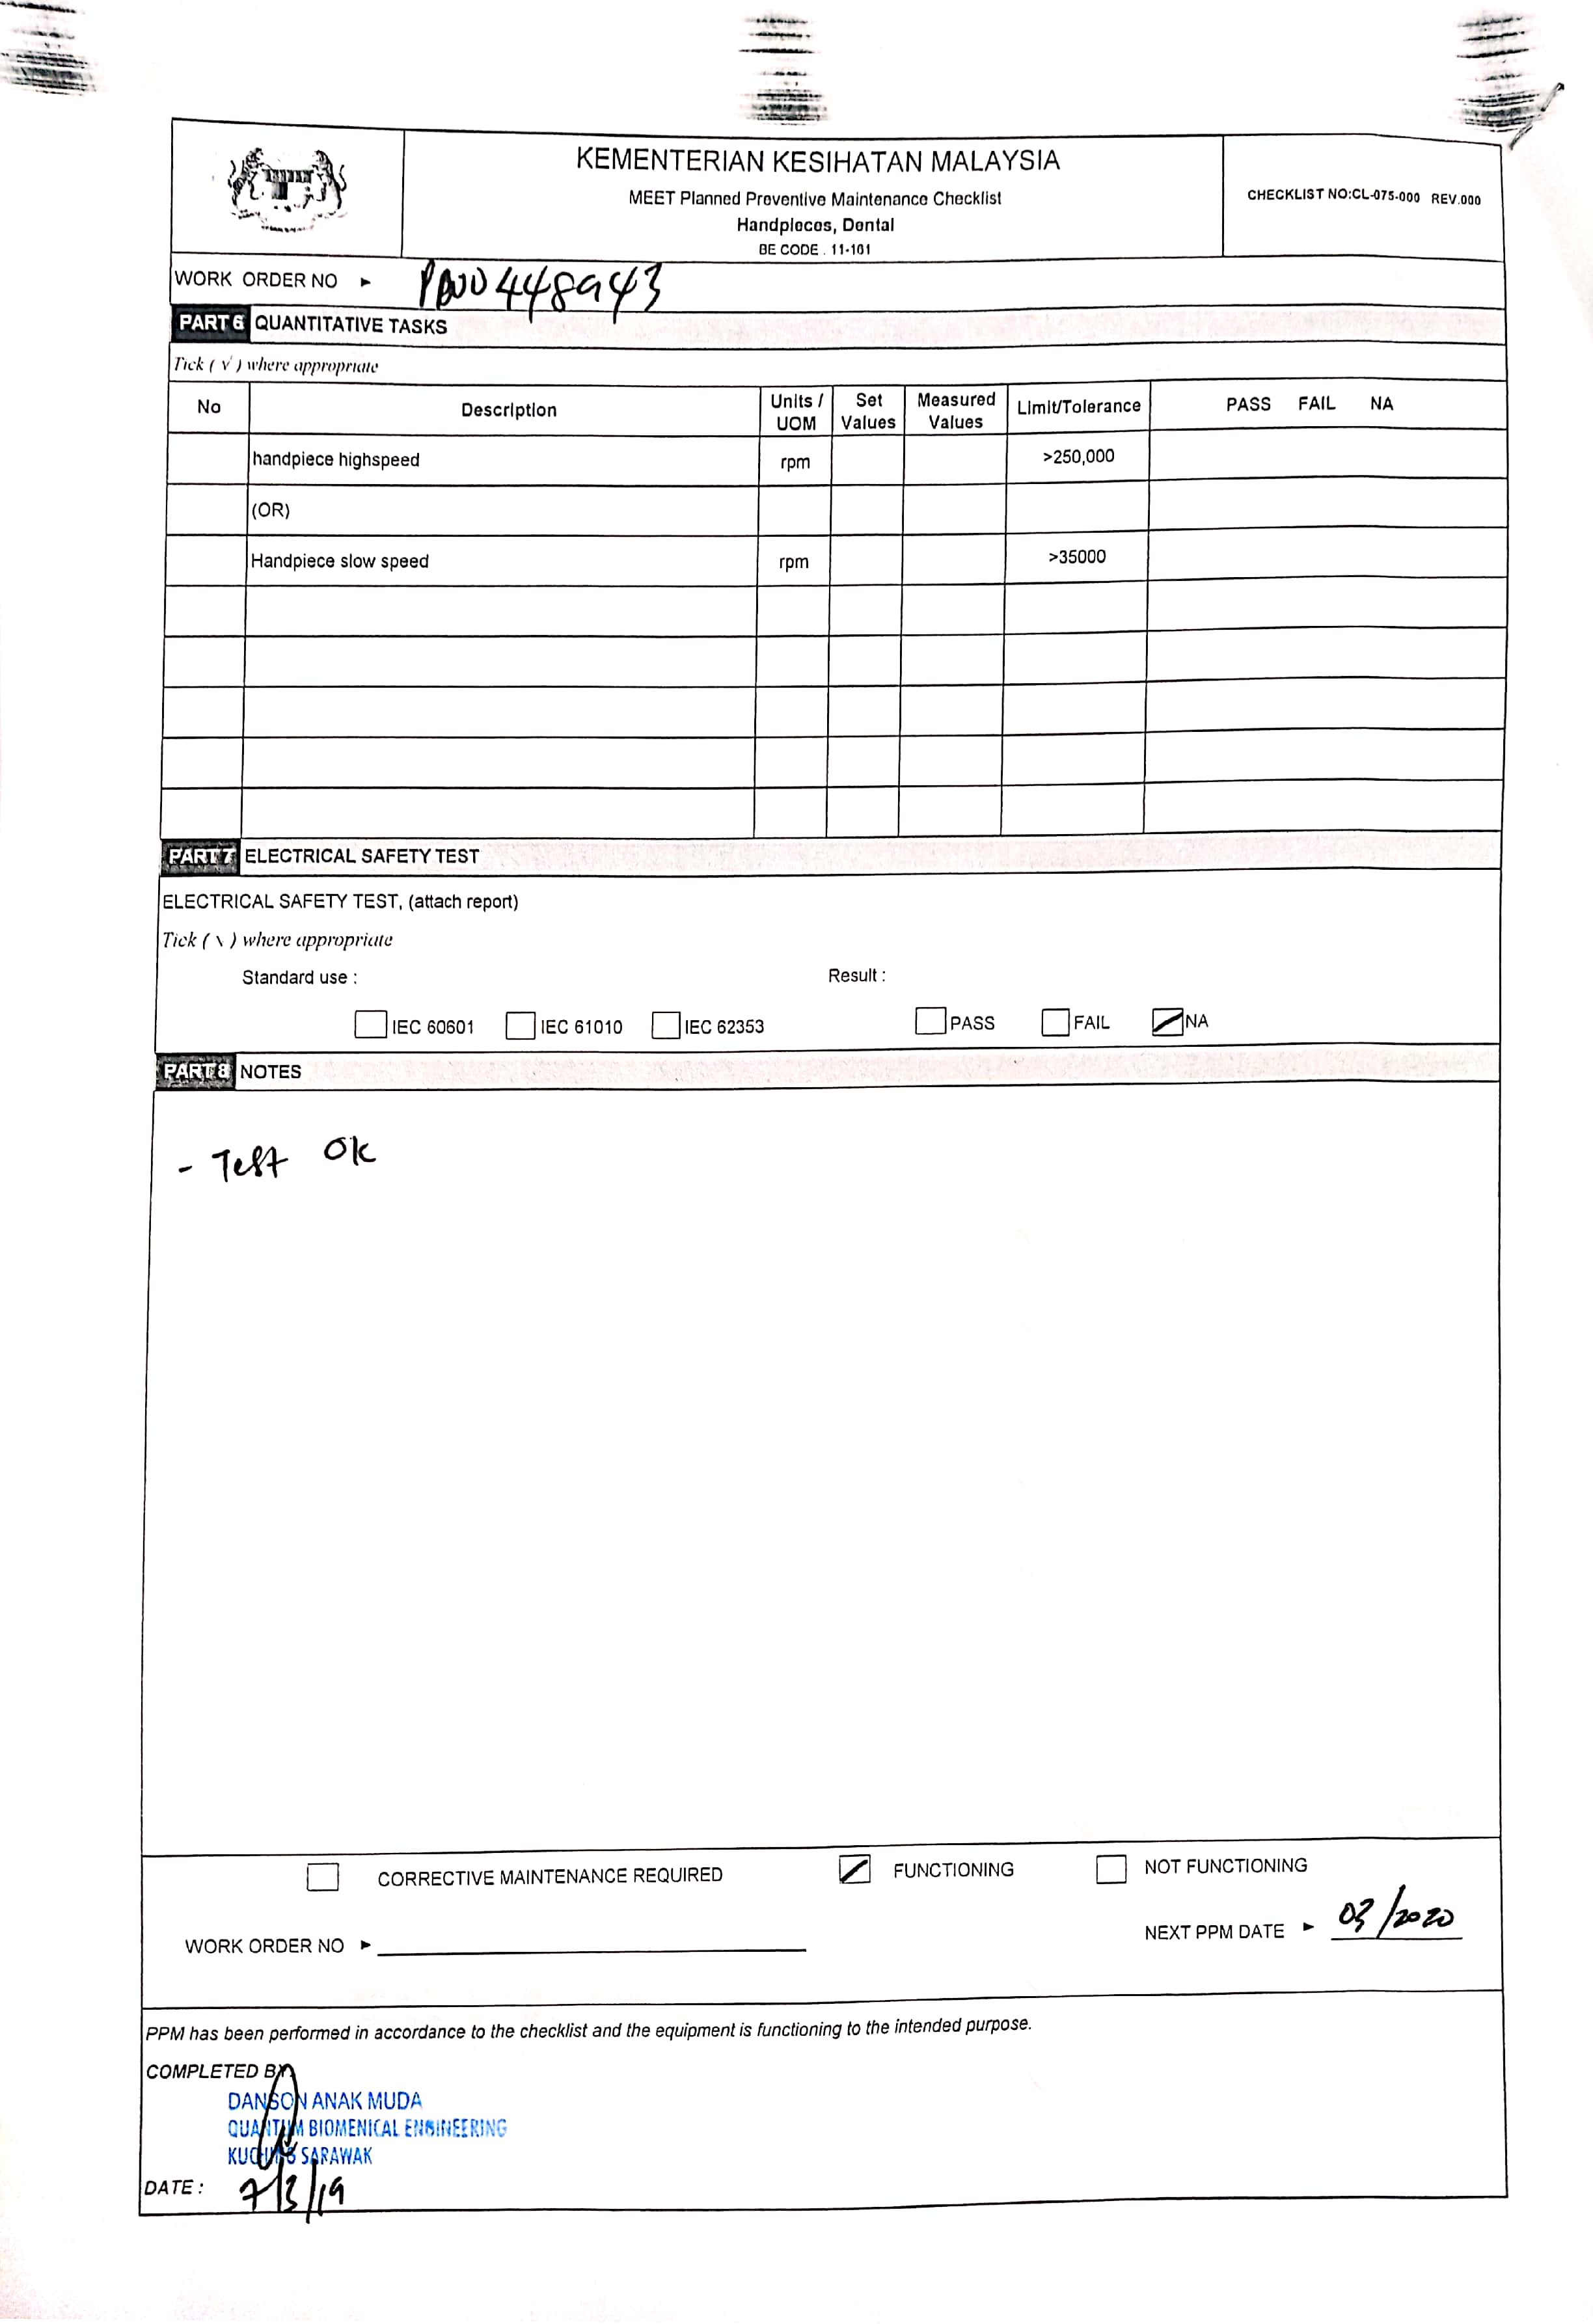 KEMENTERIAN KESIHATAN MALAYSIA
MEET Planned Preventive Maintenance Checklist
Handpieces, Dental
BE CODE . 11-101
CHECKLIST NO:CL-075-000 REV.000
WORK ORDER NO ►
448943
PART 6 QUANTITATIVE TASKS
Tick ( √ ) where appropriate
No Description Units / UOM Set Values Measured Values Limit/Tolerance PASS FAIL NA
handpiece highspeed rpm >250,000
(OR)
Handpiece slow speed rpm >35000
PART 7 ELECTRICAL SAFETY TEST
ELECTRICAL SAFETY TEST, (attach report)
Tick ( \ ) where appropriate
Standard use : Result :
IEC 60601 IEC 61010 IEC 62353 PASS FAIL NA
PART 8 NOTES
- Test Ok
CORRECTIVE MAINTENANCE REQUIRED FUNCTIONING NOT FUNCTIONING
WORK ORDER NO ► NEXT PPM DATE ► 03/2020
PPM has been performed in accordance to the checklist and the equipment is functioning to the intended purpose.
COMPLETED BY
DANSON ANAK MUDA
QUANTUM BIOMENICAL ENGINEERING
KUCHING SARAWAK
DATE : 7/3/19